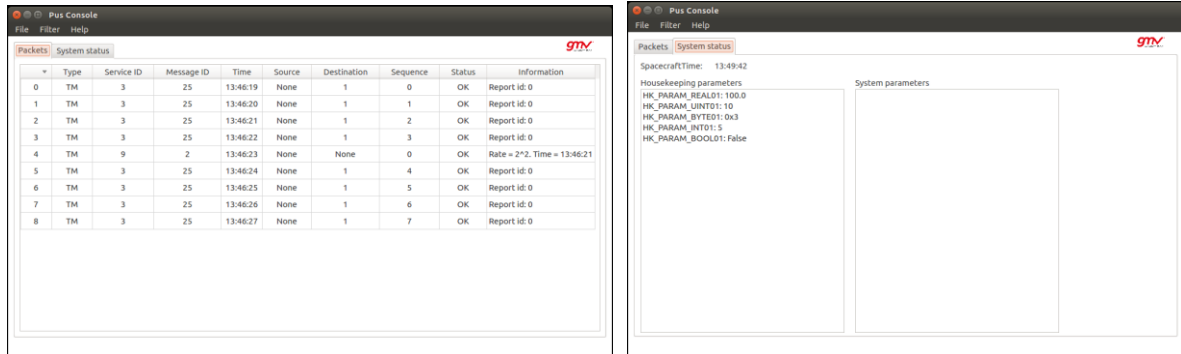 Pus Console
File Filter Help
Packets System status
gmv
Type Service ID Message ID Time Source Destination Sequence Status Information
0 TM 3 25 13:46:19 None 1 0 OK Report id: 0
1 TM 3 25 13:46:20 None 1 1 OK Report id: 0
2 TM 3 25 13:46:21 None 1 2 OK Report id: 0
3 TM 3 25 13:46:22 None 1 3 OK Report id: 0
4 TM 9 2 13:46:23 None None 0 OK Rate = 2^2. Time = 13:46:21
5 TM 3 25 13:46:24 None 1 4 OK Report id: 0
6 TM 3 25 13:46:25 None 1 5 OK Report id: 0
7 TM 3 25 13:46:26 None 1 6 OK Report id: 0
8 TM 3 25 13:46:27 None 1 7 OK Report id: 0
Pus Console
File Filter Help
Packets System status
gmv
SpacecraftTime: 13:49:42
Housekeeping parameters
HK_PARAM_REAL01: 100.0
HK_PARAM_UINT01: 10
HK_PARAM_BYTE01: 0x3
HK_PARAM_INT01: 5
HK_PARAM_BOOL01: False
System parameters